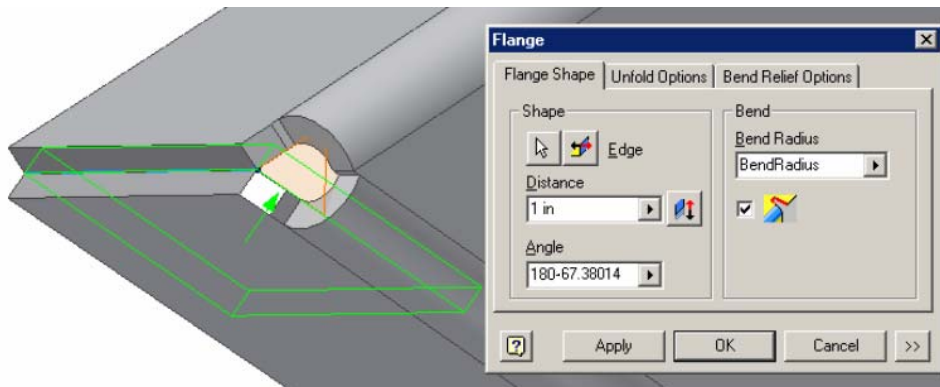 Flange
Flange Shape Unfold Options Bend Relief Options
Shape
Edge
Distance
1 in
Angle
180-67.38014
Bend
Bend Radius
BendRadius
? Apply OK Cancel >>